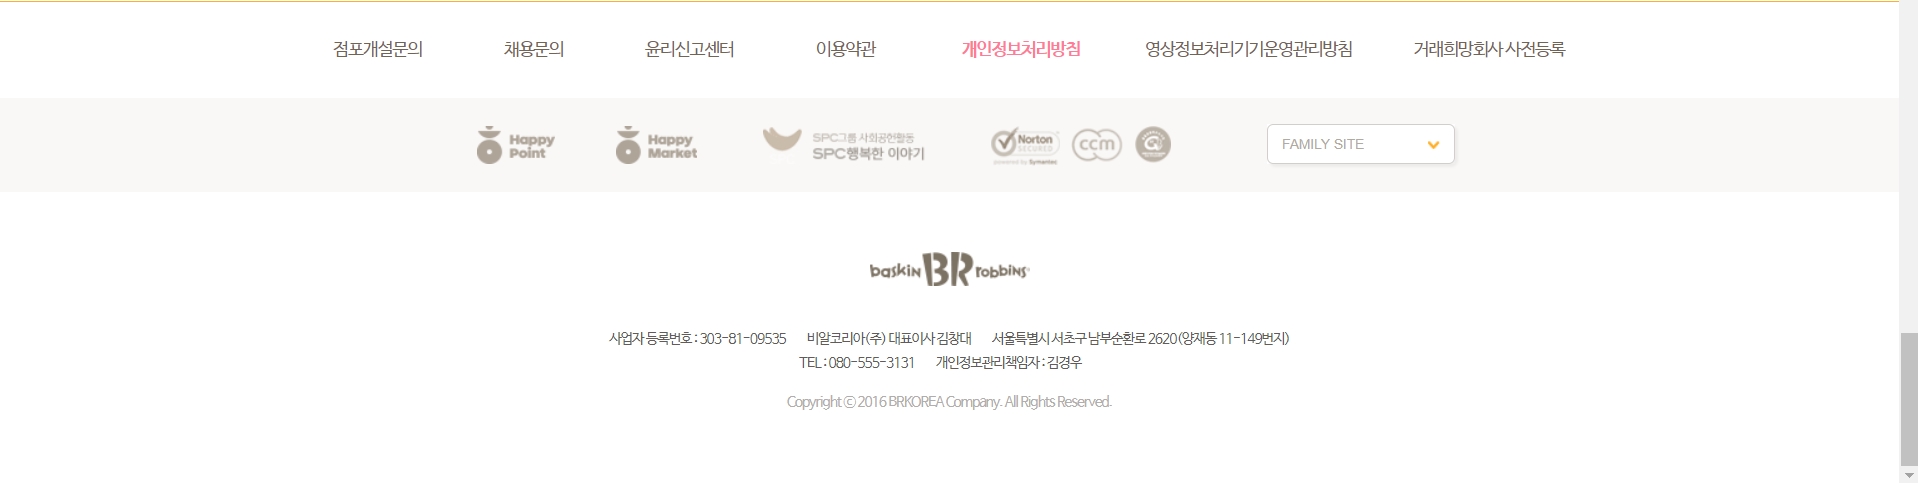 점포개설문의 채용문의 윤리신고센터 이용약관 개인정보처리방침 영상정보처리기기운영관리방침 거래희망회사 사전등록
Happy Point
Happy Market
SPC그룹 사회공헌활동
SPC행복한 이야기
Norton
SECURED
powered by Symantec
ccm
FAMILY SITE
baskin BR robbins
사업자 등록번호 : 303-81-09535 비알코리아(주) 대표이사 김창대 서울특별시 서초구 남부순환로 2620(양재동 11-149번지)
TEL : 080-555-3131 개인정보관리책임자 : 김경우
Copyright ⓒ 2016 BRKOREA Company. All Rights Reserved.